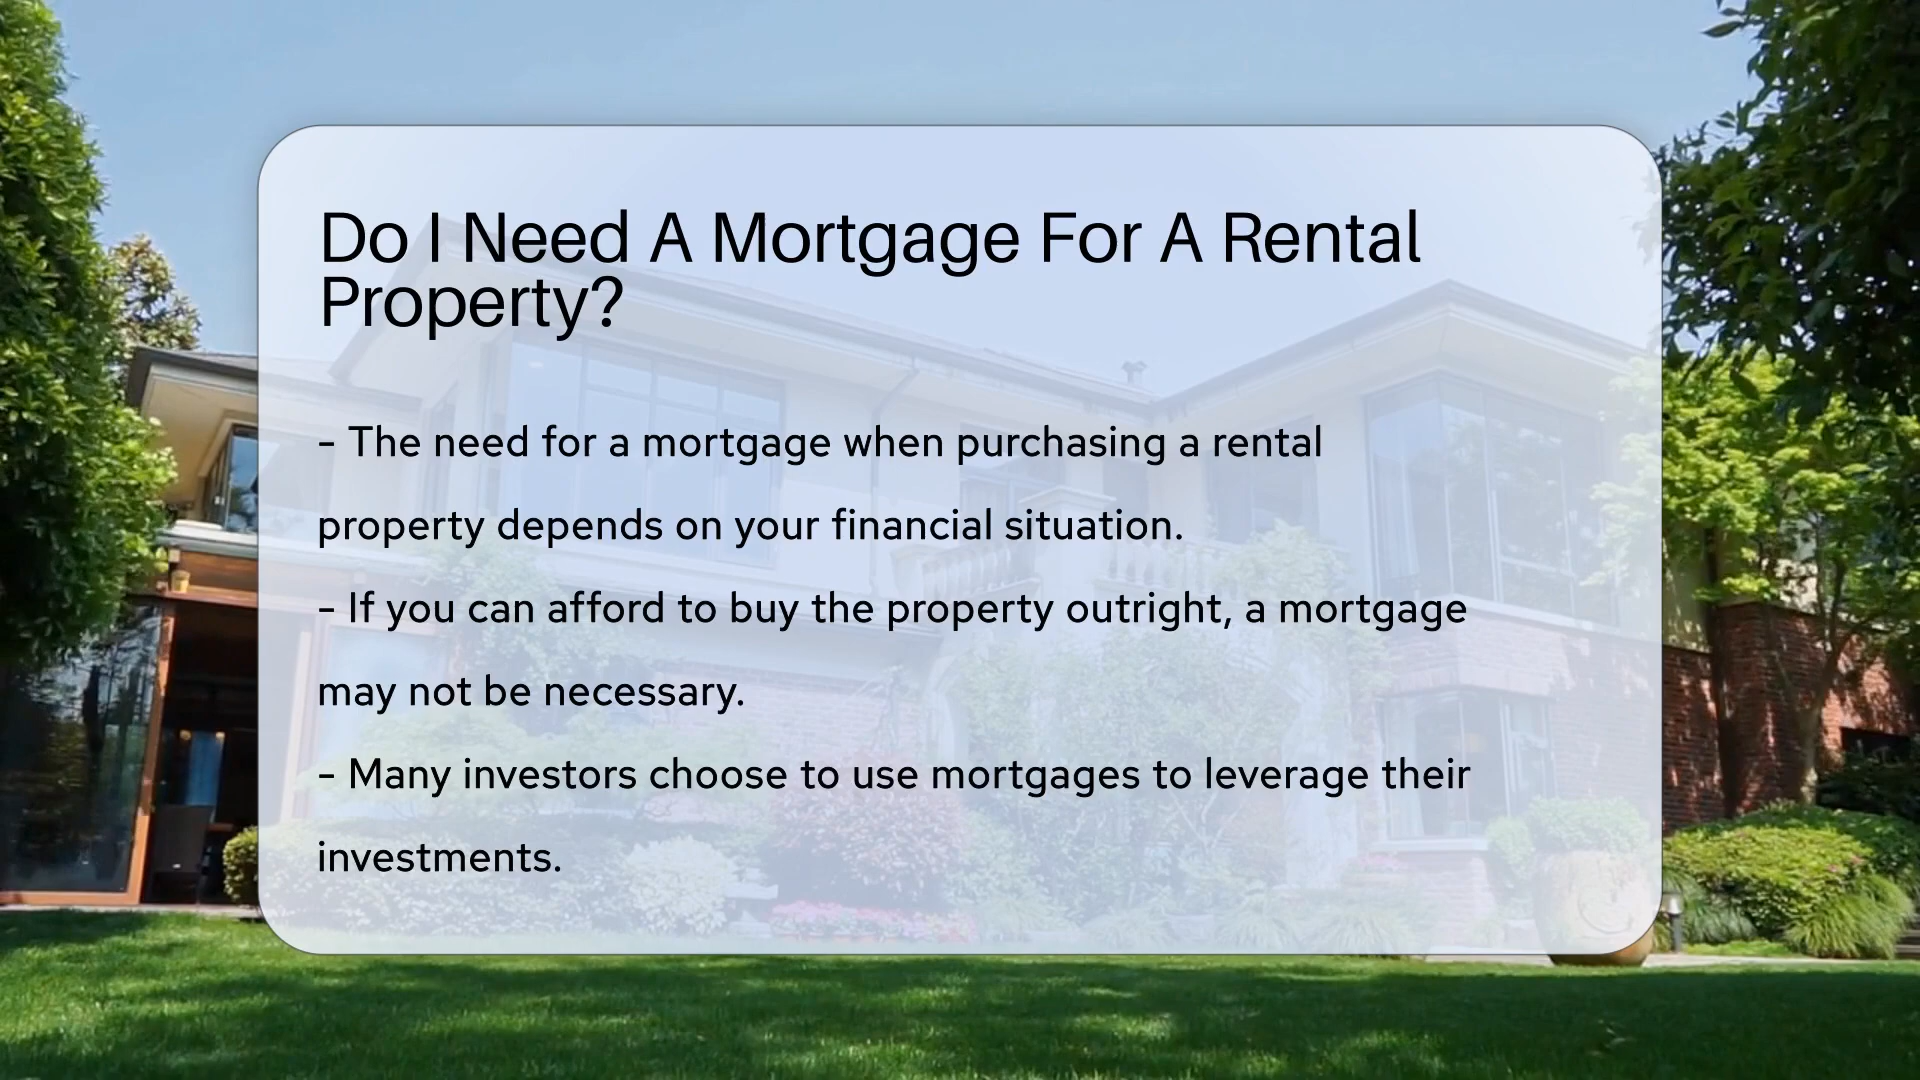 Do I Need A Mortgage For A Rental
Property?
- The need for a mortgage when purchasing a rental
property depends on your financial situation.
- If you can afford to buy the property outright, a mortgage
may not be necessary.
- Many investors choose to use mortgages to leverage their
investments.